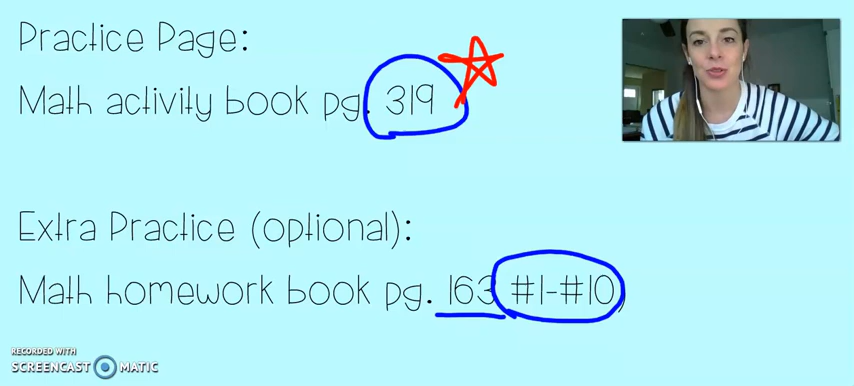 Practice Page:
Math activity book pg. 319
Extra Practice (optional):
Math homework book pg. 163 #1-#10)
RECORDED WITH
SCREENCAST MATIC